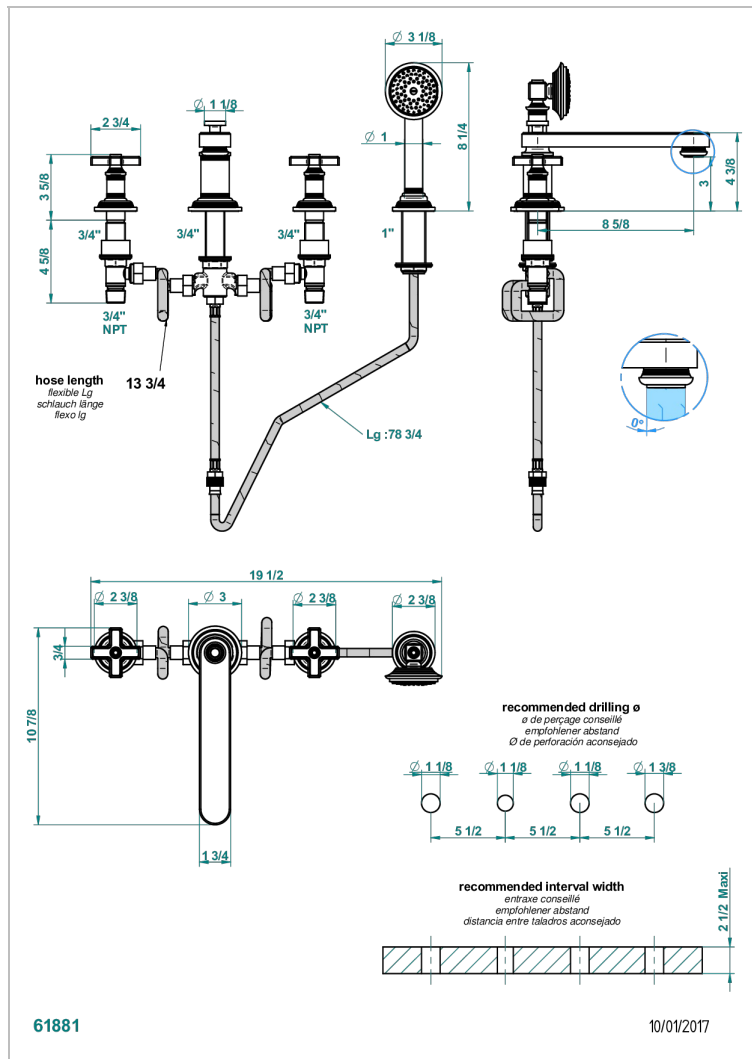 Ø 3 1/8
Ø 1 1/8
2 3/4
Ø 1
8 1/4
3 5/8
4 3/8
3
8 5/8
3/4"
3/4"
3/4"
1"
4 5/8
3/4"
NPT
3/4"
NPT
hose length
flexible Lg
schlauch länge
flexo lg
13 3/4
0°
Lg :78 3/4
19 1/2
Ø 2 3/8
Ø 3
Ø 2 3/8
Ø 2 3/8
3/4
10 7/8
1 3/4
recommended drilling ø
ø de perçage conseillé
empfohlener abstand
Ø de perforación aconsejado
Ø 1 1/8
Ø 1 1/8
Ø 1 1/8
Ø 1 3/8
5 1/2
5 1/2
5 1/2
recommended interval width
entraxe conseillé
empfohlener abstand
distancia entre taladros aconsejado
2 1/2 Maxi
61881
10/01/2017